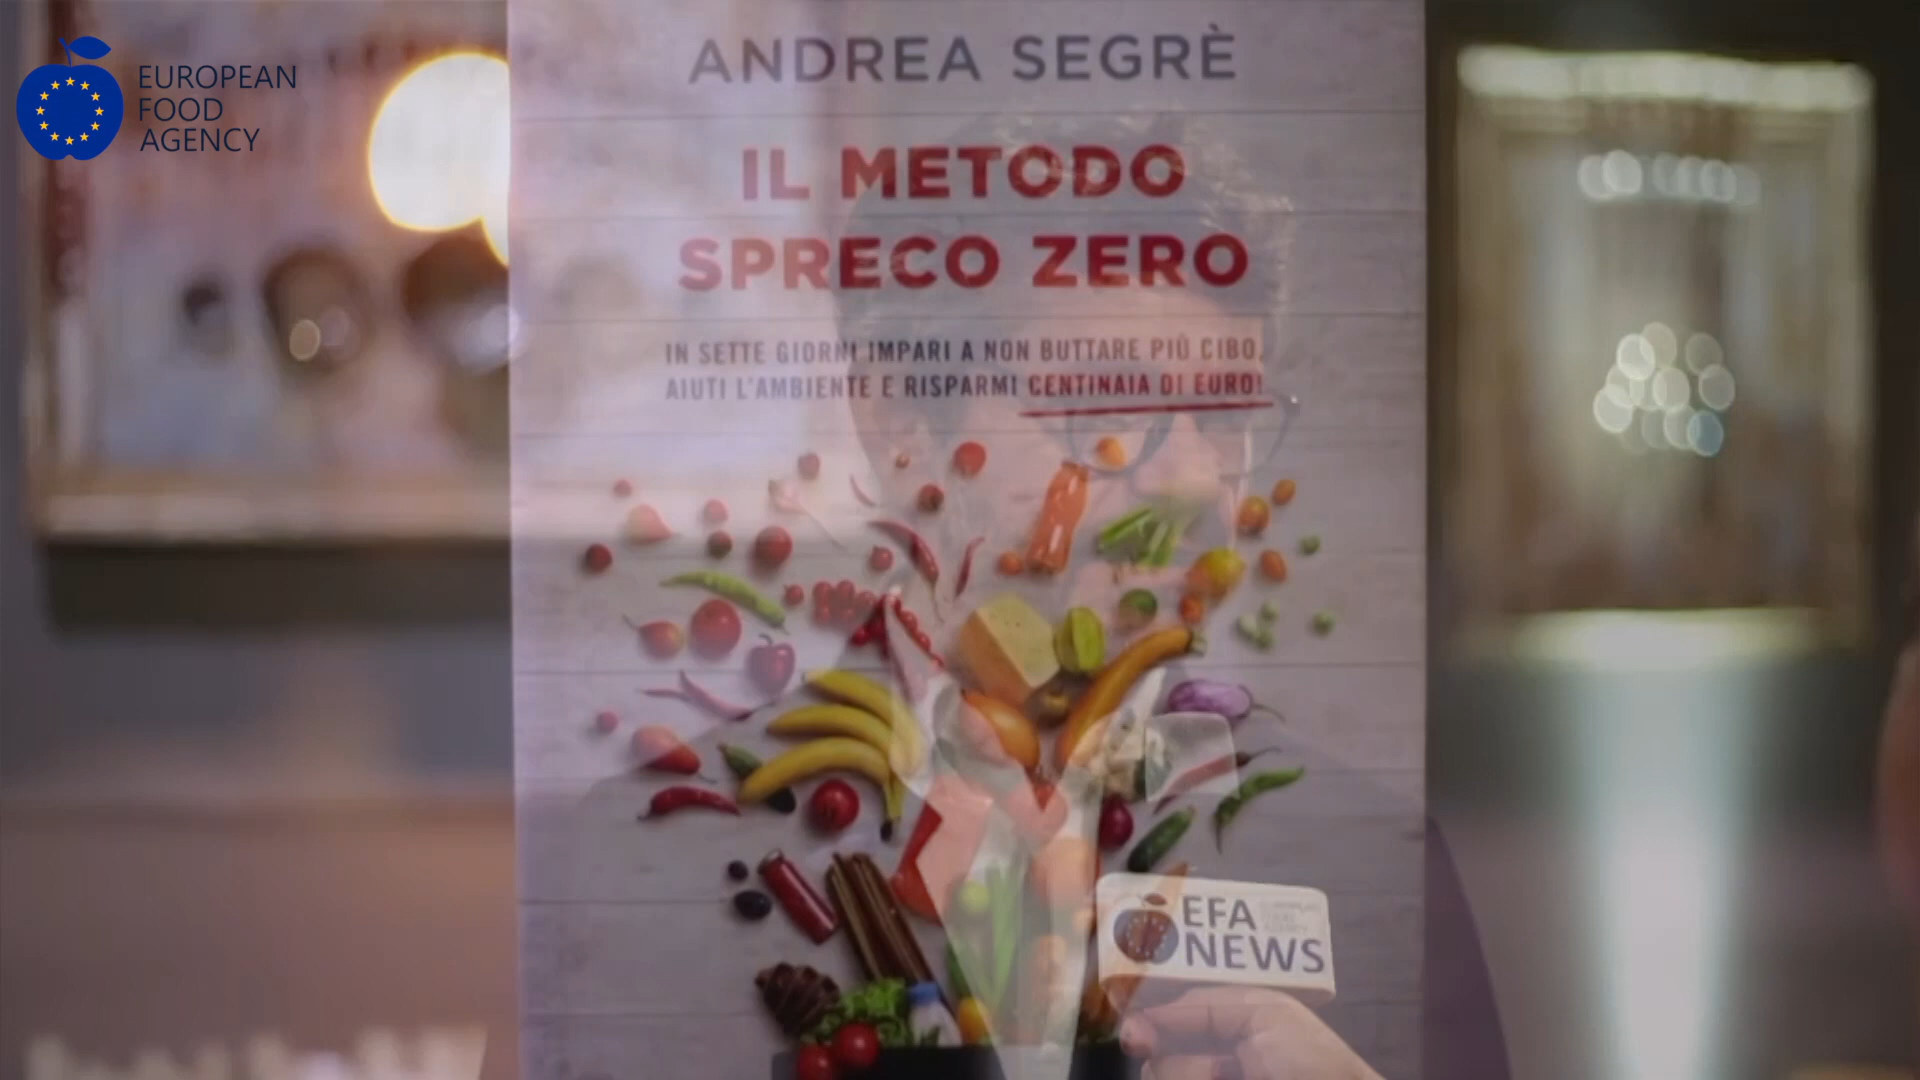 EUROPEAN
FOOD
AGENCY
ANDREA SEGRÈ
IL METODO
SPRECO ZERO
IN SETTE GIORNI IMPARI A NON BUTTARE PIÙ CIBO,
AIUTI L'AMBIENTE E RISPARMI CENTINAIA DI EURO!
EFA
NEWS